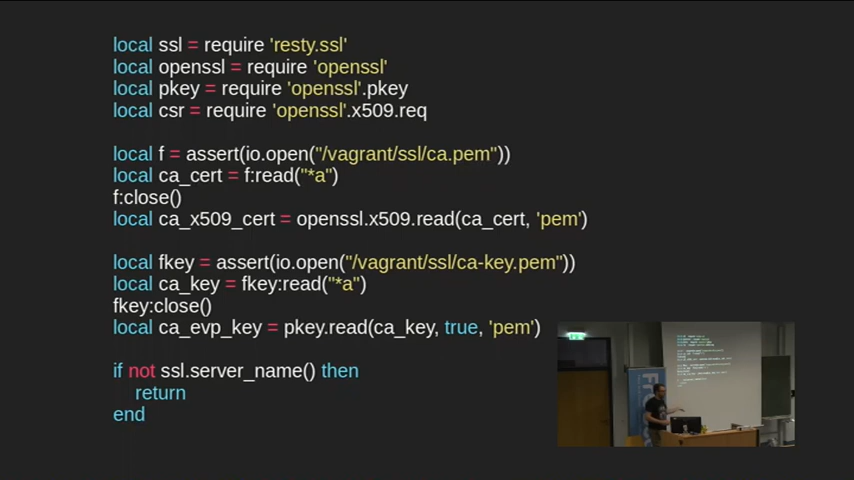 local ssl = require 'resty.ssl'
local openssl = require 'openssl'
local pkey = require 'openssl'.pkey
local csr = require 'openssl'.x509.req
local f = assert(io.open("/vagrant/ssl/ca.pem"))
local ca_cert = f:read("*a")
f:close()
local ca_x509_cert = openssl.x509.read(ca_cert, 'pem')
local fkey = assert(io.open("/vagrant/ssl/ca-key.pem"))
local ca_key = fkey:read("*a")
fkey:close()
local ca_evp_key = pkey.read(ca_key, true, 'pem')
if not ssl.server_name() then
return
end